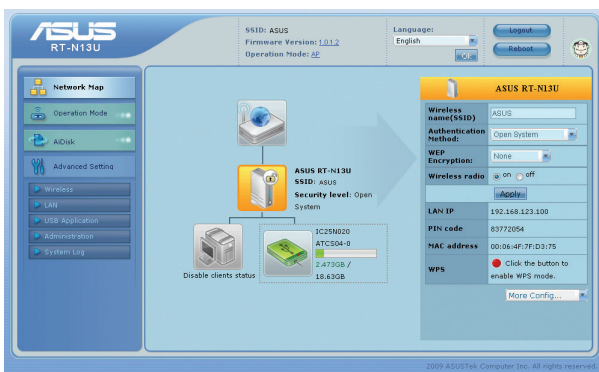 ASUS
RT-N13U
SSID: ASUS
Firmware Version: 1.0.1.2
Operation Mode: AP
Language:
English
Logout
Reboot
Network Map
Operation Mode
AiDisk
Advanced Setting
Wireless
LAN
USB Application
Administration
System Log
ASUS RT-N13U
SSID: ASUS
Security level: Open
System
Disable clients status
IC25N020
ATCS04-0
2.473GB /
18.63GB
ASUS RT-N13U
Wireless name(SSID)
ASUS
Authentication Method:
Open System
WEP Encryption:
None
Wireless radio
on off
Apply
LAN IP
192.168.123.100
PIN code
83772054
MAC address
00:06:4F:7F:D3:75
WPS
Click the button to
enable WPS mode.
More Config...
2009 ASUSTek Computer Inc. All rights reserved.